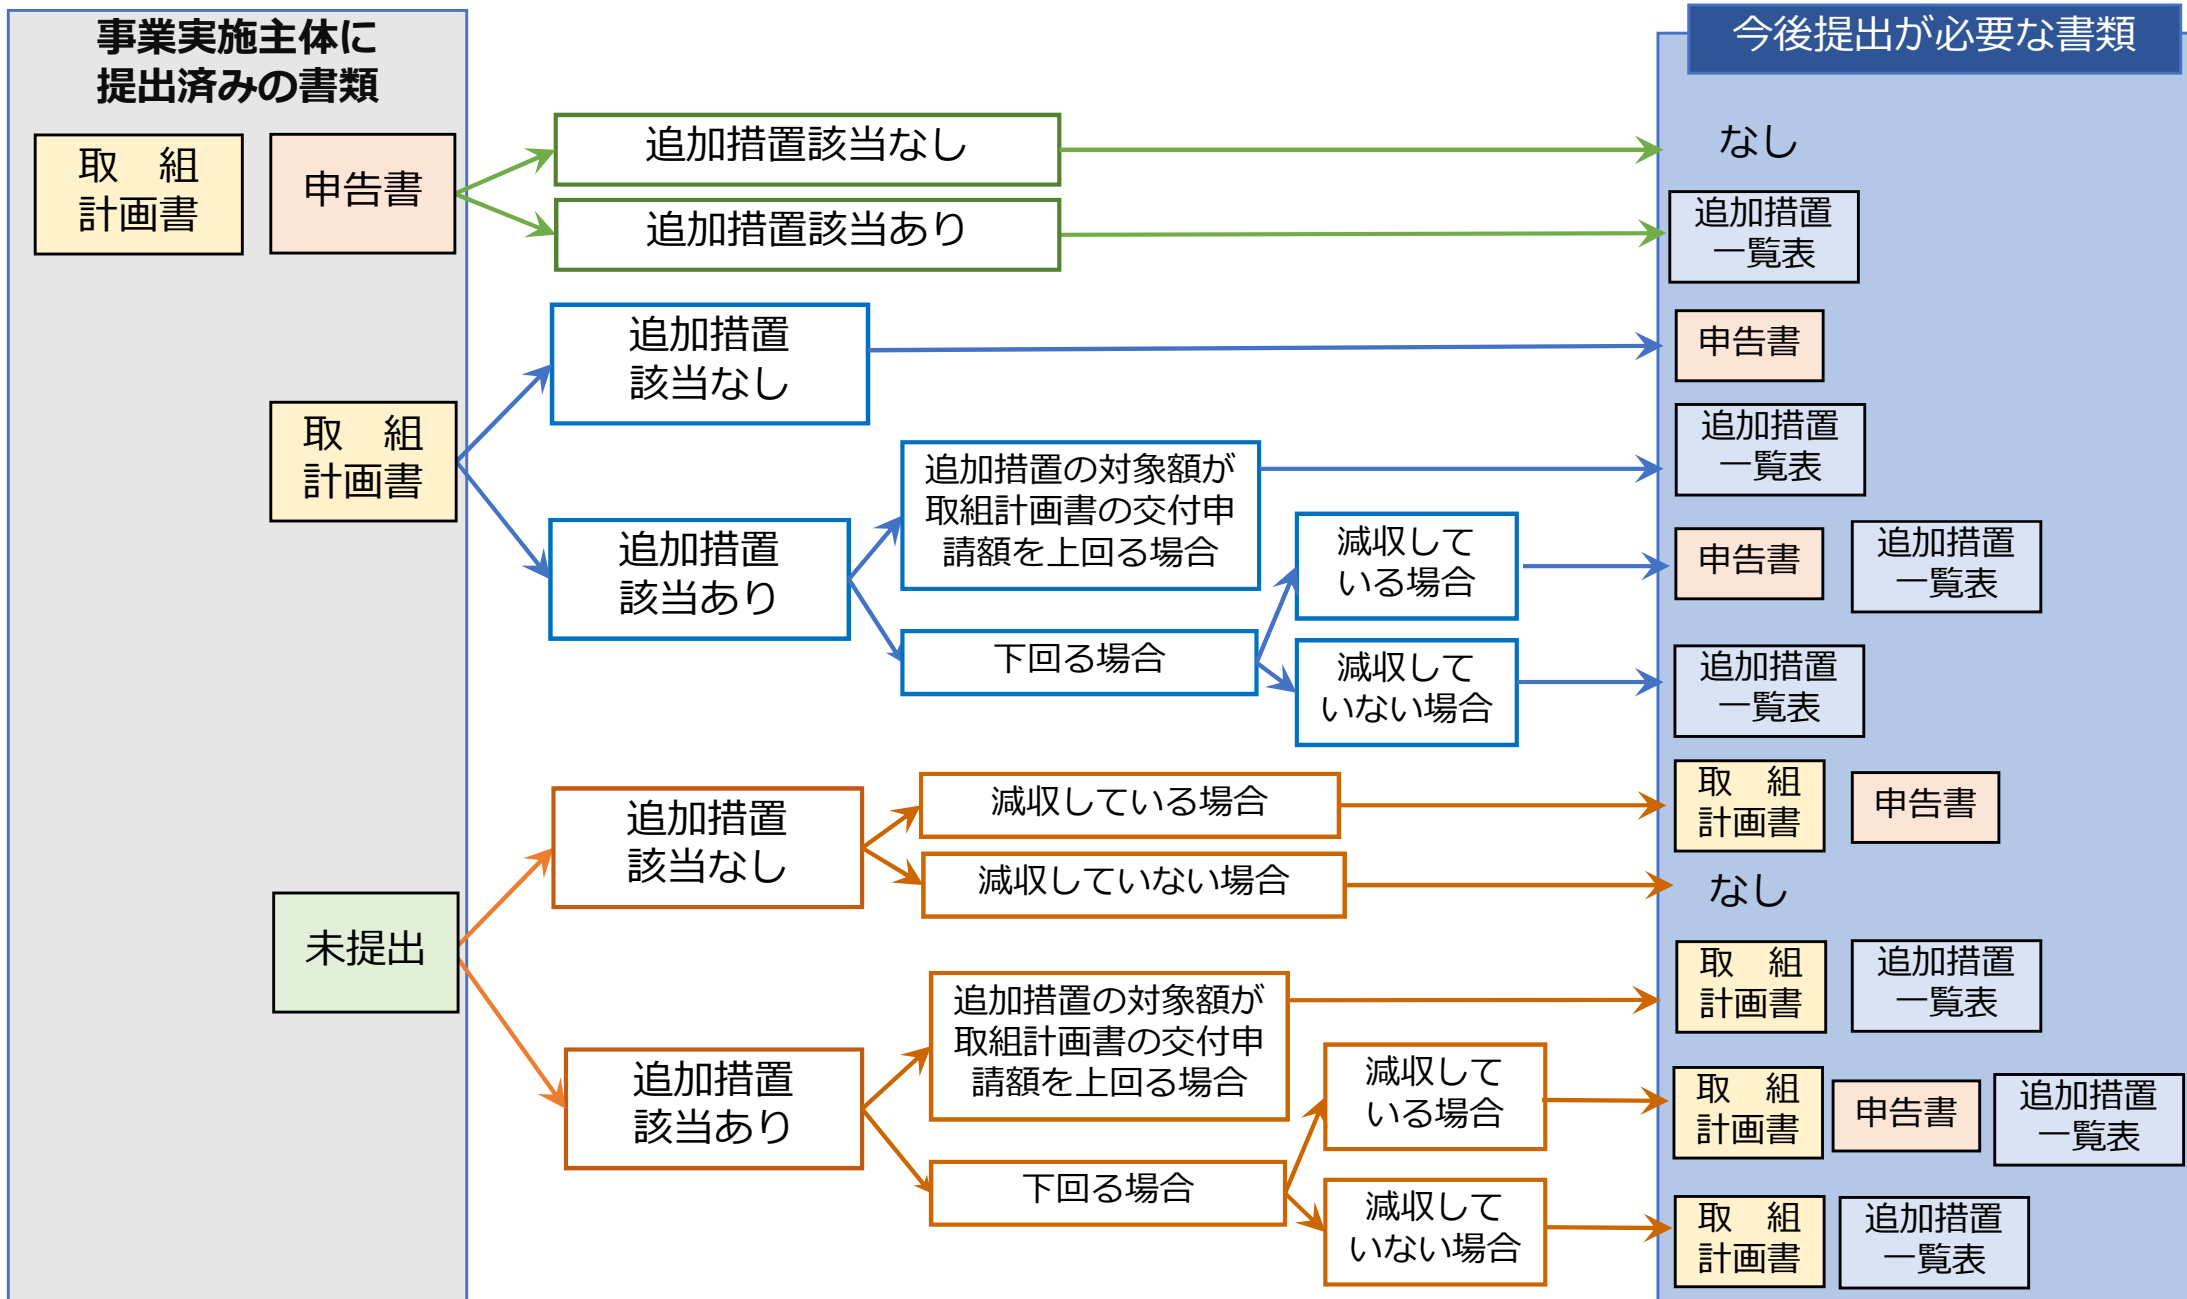 事業実施主体に
提出済みの書類
今後提出が必要な書類
取　組
計画書
申告書
追加措置該当なし
なし
追加措置該当あり
追加措置
一覧表
取　組
計画書
追加措置
該当なし
申告書
追加措置
該当あり
追加措置の対象額が
取組計画書の交付申
請額を上回る場合
追加措置
一覧表
下回る場合
減収して
いる場合
申告書
追加措置
一覧表
減収して
いない場合
追加措置
一覧表
未提出
追加措置
該当なし
減収している場合
取　組
計画書
申告書
減収していない場合
なし
追加措置
該当あり
追加措置の対象額が
取組計画書の交付申
請額を上回る場合
取　組
計画書
追加措置
一覧表
下回る場合
減収して
いる場合
取　組
計画書
申告書
追加措置
一覧表
減収して
いない場合
取　組
計画書
追加措置
一覧表